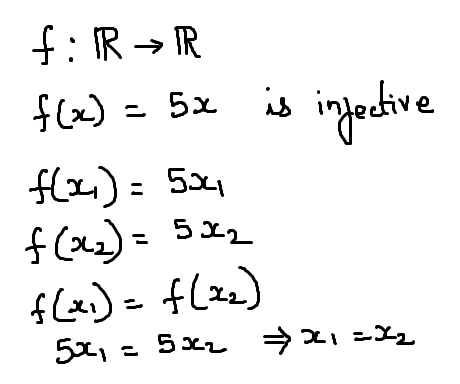 f : ℝ → ℝ
f(x) = 5x is injective
f(x₁) = 5x₁
f(x₂) = 5x₂
f(x₁) = f(x₂)
5x₁ = 5x₂ ⇒ x₁ = x₂